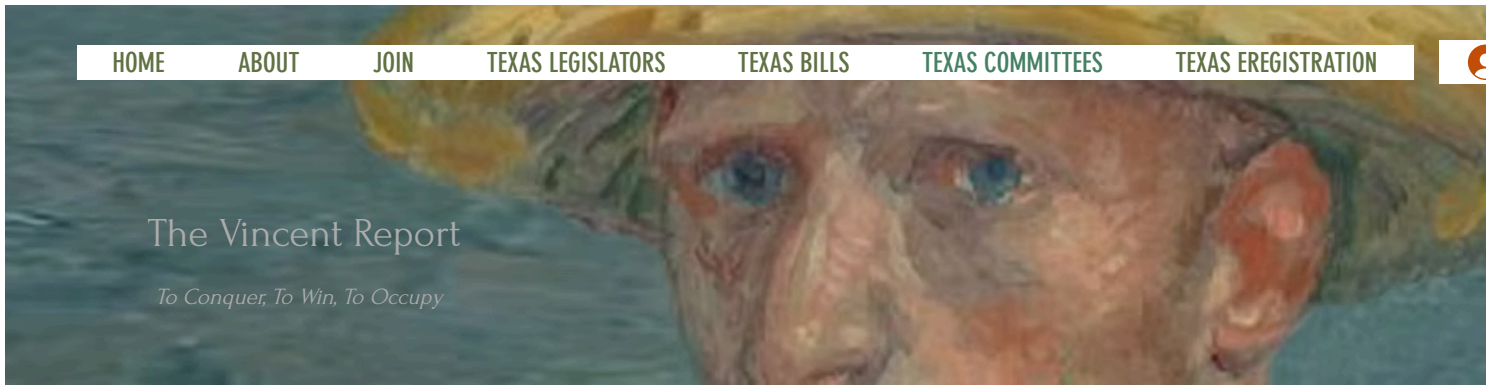 HOME ABOUT JOIN TEXAS LEGISLATORS TEXAS BILLS TEXAS COMMITTEES TEXAS EREGISTRATION
The Vincent Report
To Conquer, To Win, To Occupy